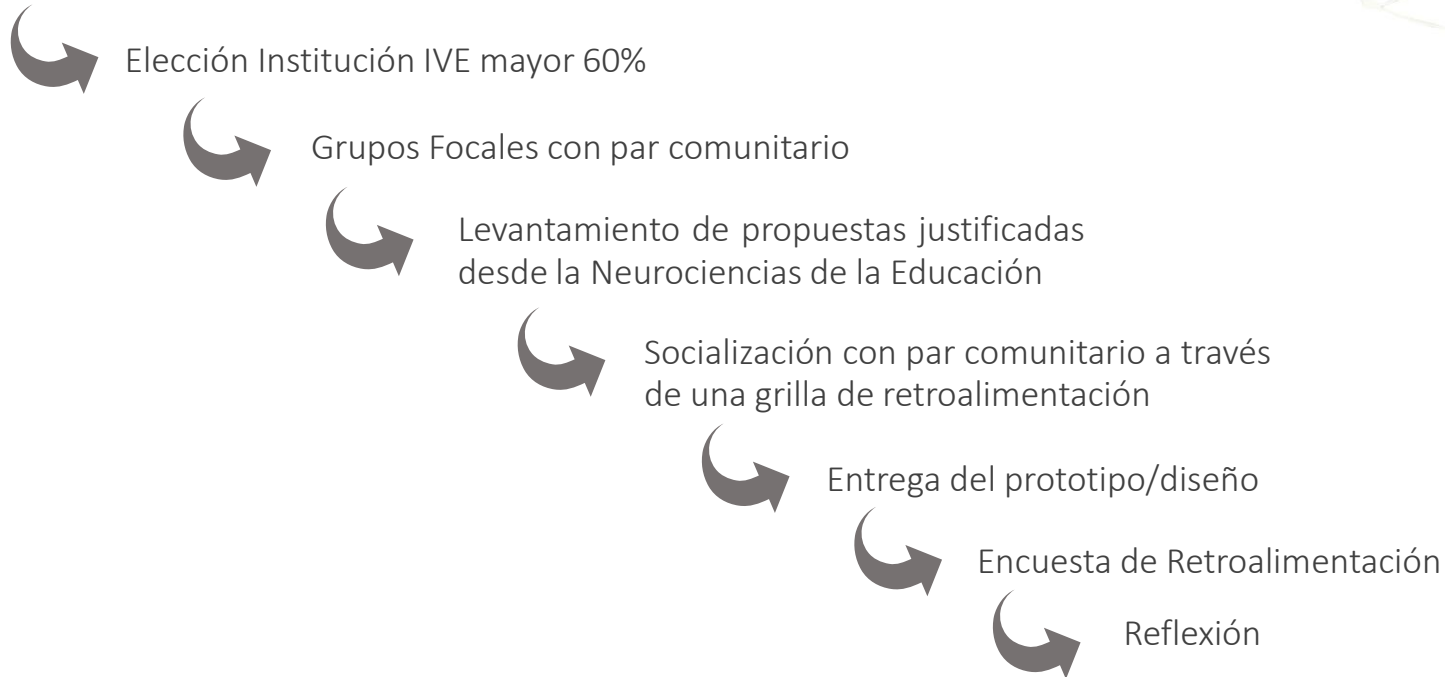 Elección Institución IVE mayor 60%
Grupos Focales con par comunitario
Levantamiento de propuestas justificadas
desde la Neurociencias de la Educación
Socialización con par comunitario a través
de una grilla de retroalimentación
Entrega del prototipo/diseño
Encuesta de Retroalimentación
Reflexión